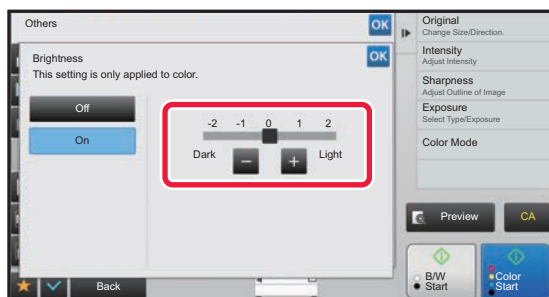 Others
OK
Brightness
OK
This setting is only applied to color.
Off
On
-2 -1 0 1 2
Dark
−
+
Light
Back
Original
Change Size/Direction.
Intensity
Adjust Intensity
Sharpness
Adjust Outline of Image
Exposure
Select Type/Exposure
Color Mode
Preview
CA
B/W
Start
Color
Start